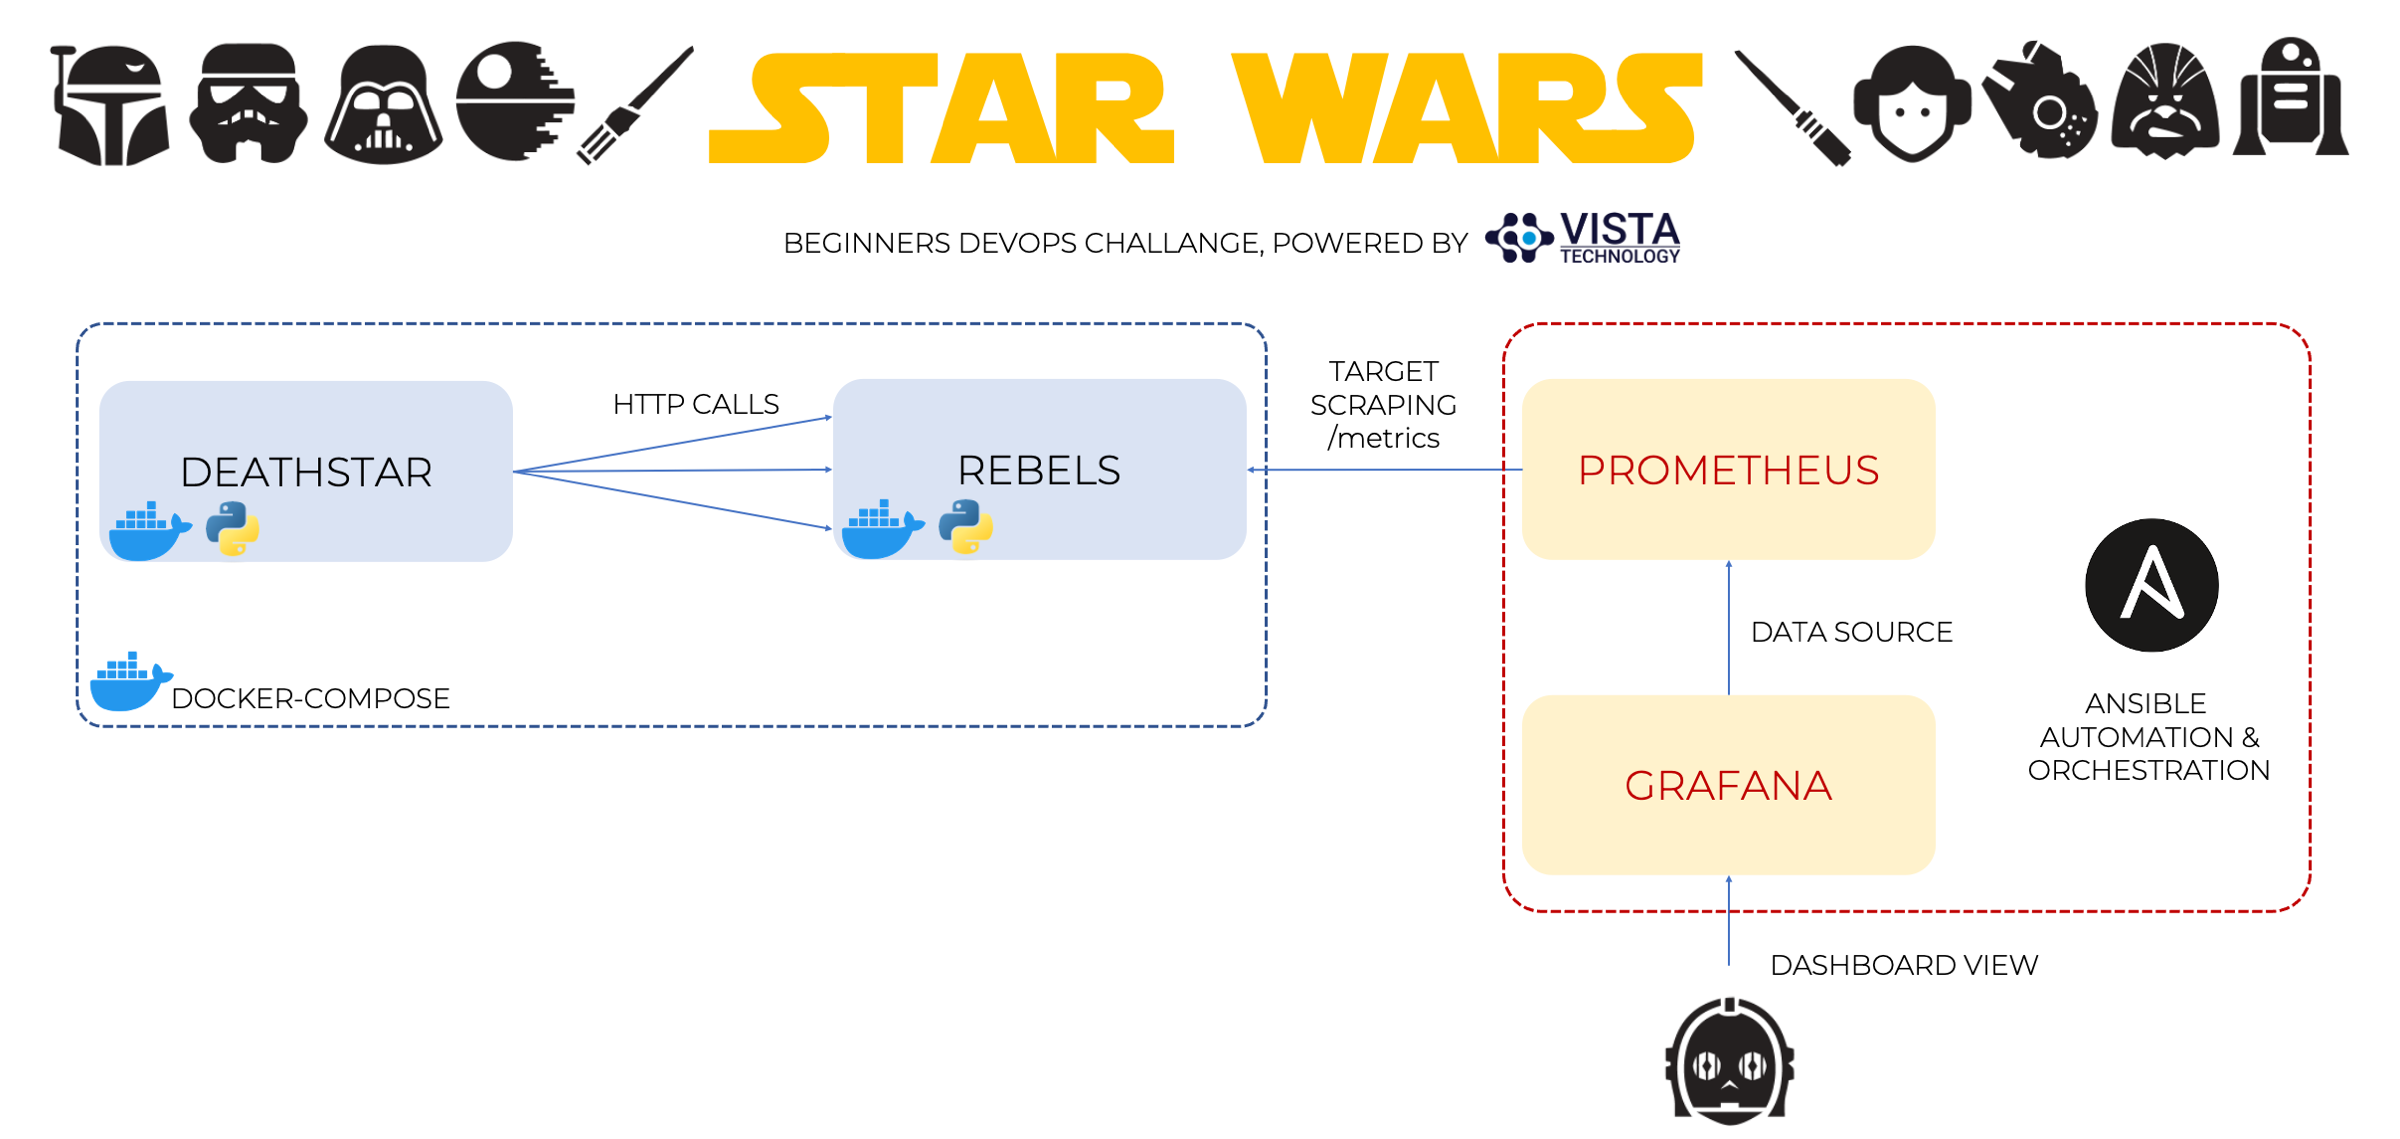 STAR WARS
BEGINNERS DEVOPS CHALLANGE, POWERED BY
VISTA
TECHNOLOGY
DEATHSTAR
HTTP CALLS
REBELS
DOCKER-COMPOSE
TARGET
SCRAPING
/metrics
PROMETHEUS
DATA SOURCE
GRAFANA
ANSIBLE
AUTOMATION &
ORCHESTRATION
DASHBOARD VIEW